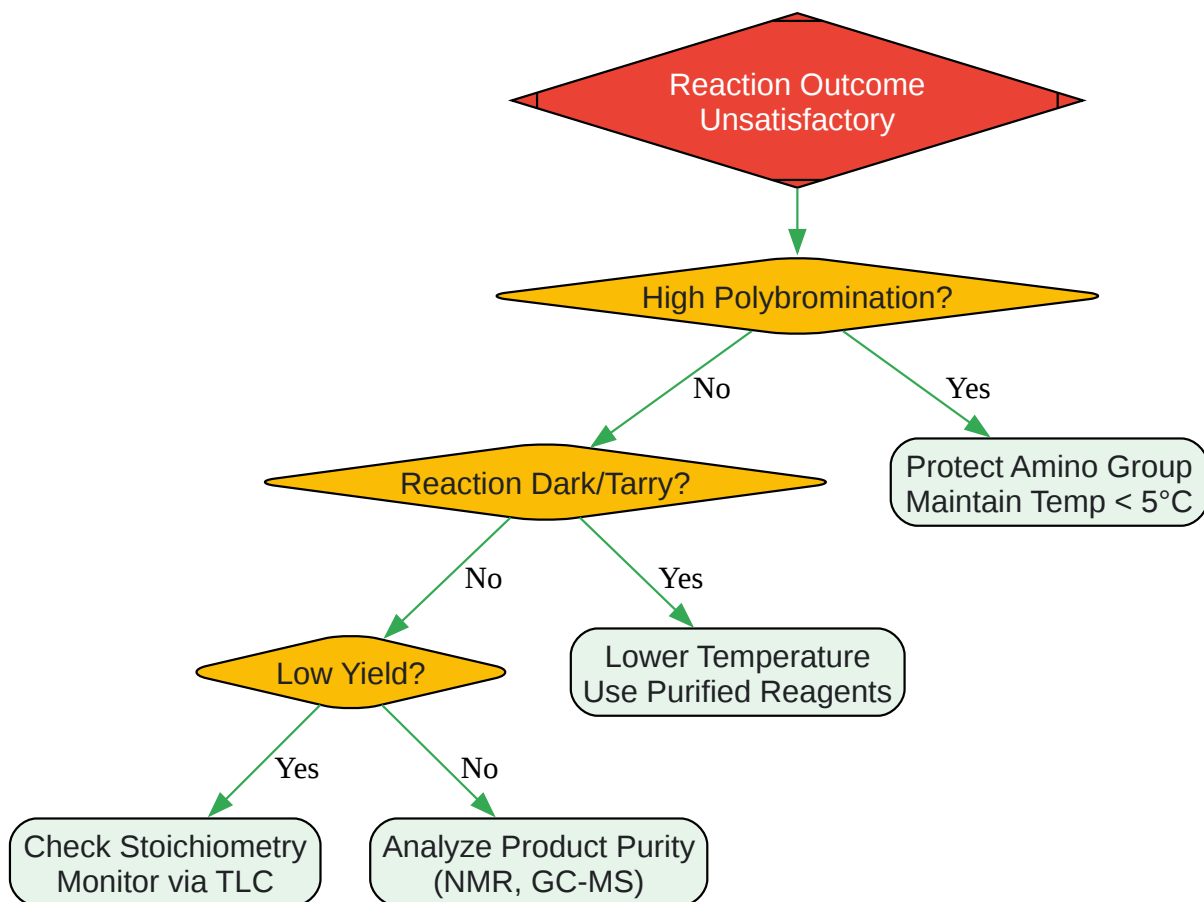 Reaction Outcome
Unsatisfactory
High Polybromination?
No
Yes
Reaction Dark/Tarry?
Protect Amino Group
Maintain Temp < 5°C
No
Yes
Low Yield?
Lower Temperature
Use Purified Reagents
Yes
No
Check Stoichiometry
Monitor via TLC
Analyze Product Purity
(NMR, GC-MS)